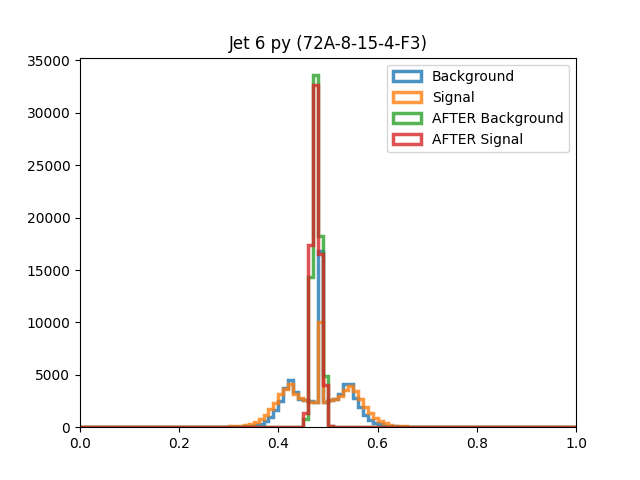 Jet 6 py (72A-8-15-4-F3)
35000
30000
25000
20000
15000
10000
5000
0
0.0 0.2 0.4 0.6 0.8 1.0
Background
Signal
AFTER Background
AFTER Signal